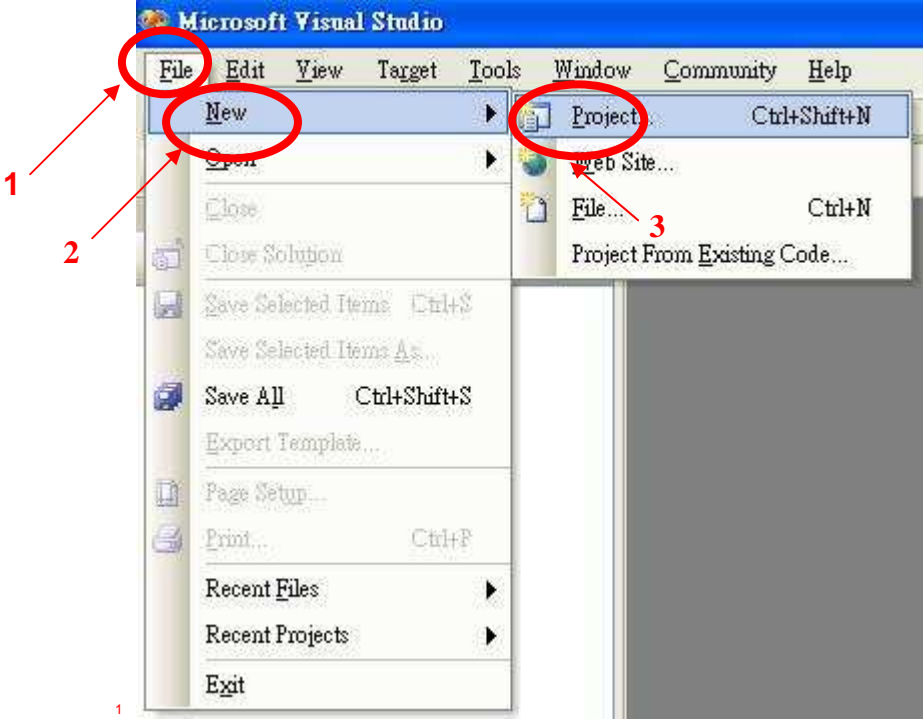 Microsoft Visual Studio
File Edit View Target Tools Window Community Help
New
Project... Ctrl+Shift+N
Open
Web Site...
1
Close
File... Ctrl+N
3
2
Close Solution
Project From Existing Code...
Save Selected Items Ctrl+S
Save Selected Items As...
Save All Ctrl+Shift+S
Export Template...
Page Setup...
Print... Ctrl+P
Recent Files
Recent Projects
Exit
1